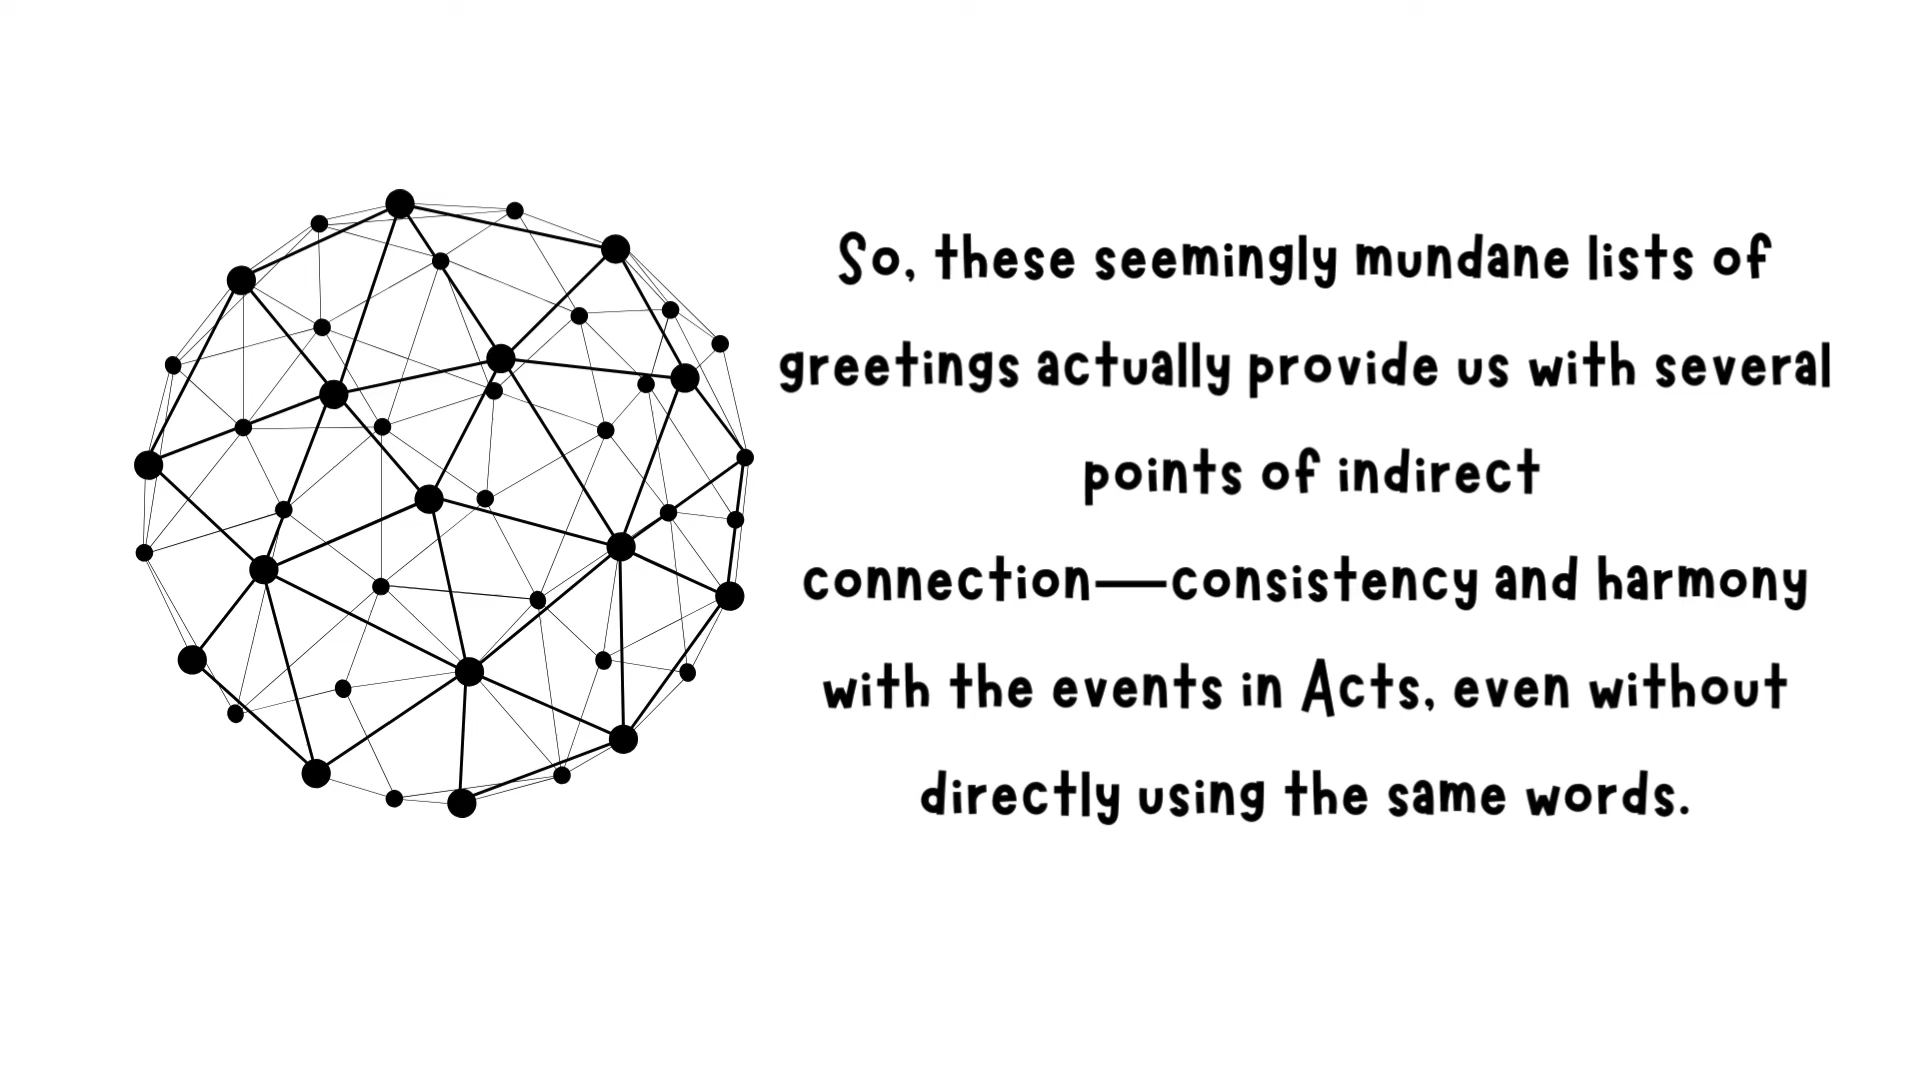 So, these seemingly mundane lists of
greetings actually provide us with several
points of indirect
connection—consistency and harmony
with the events in Acts, even without
directly using the same words.